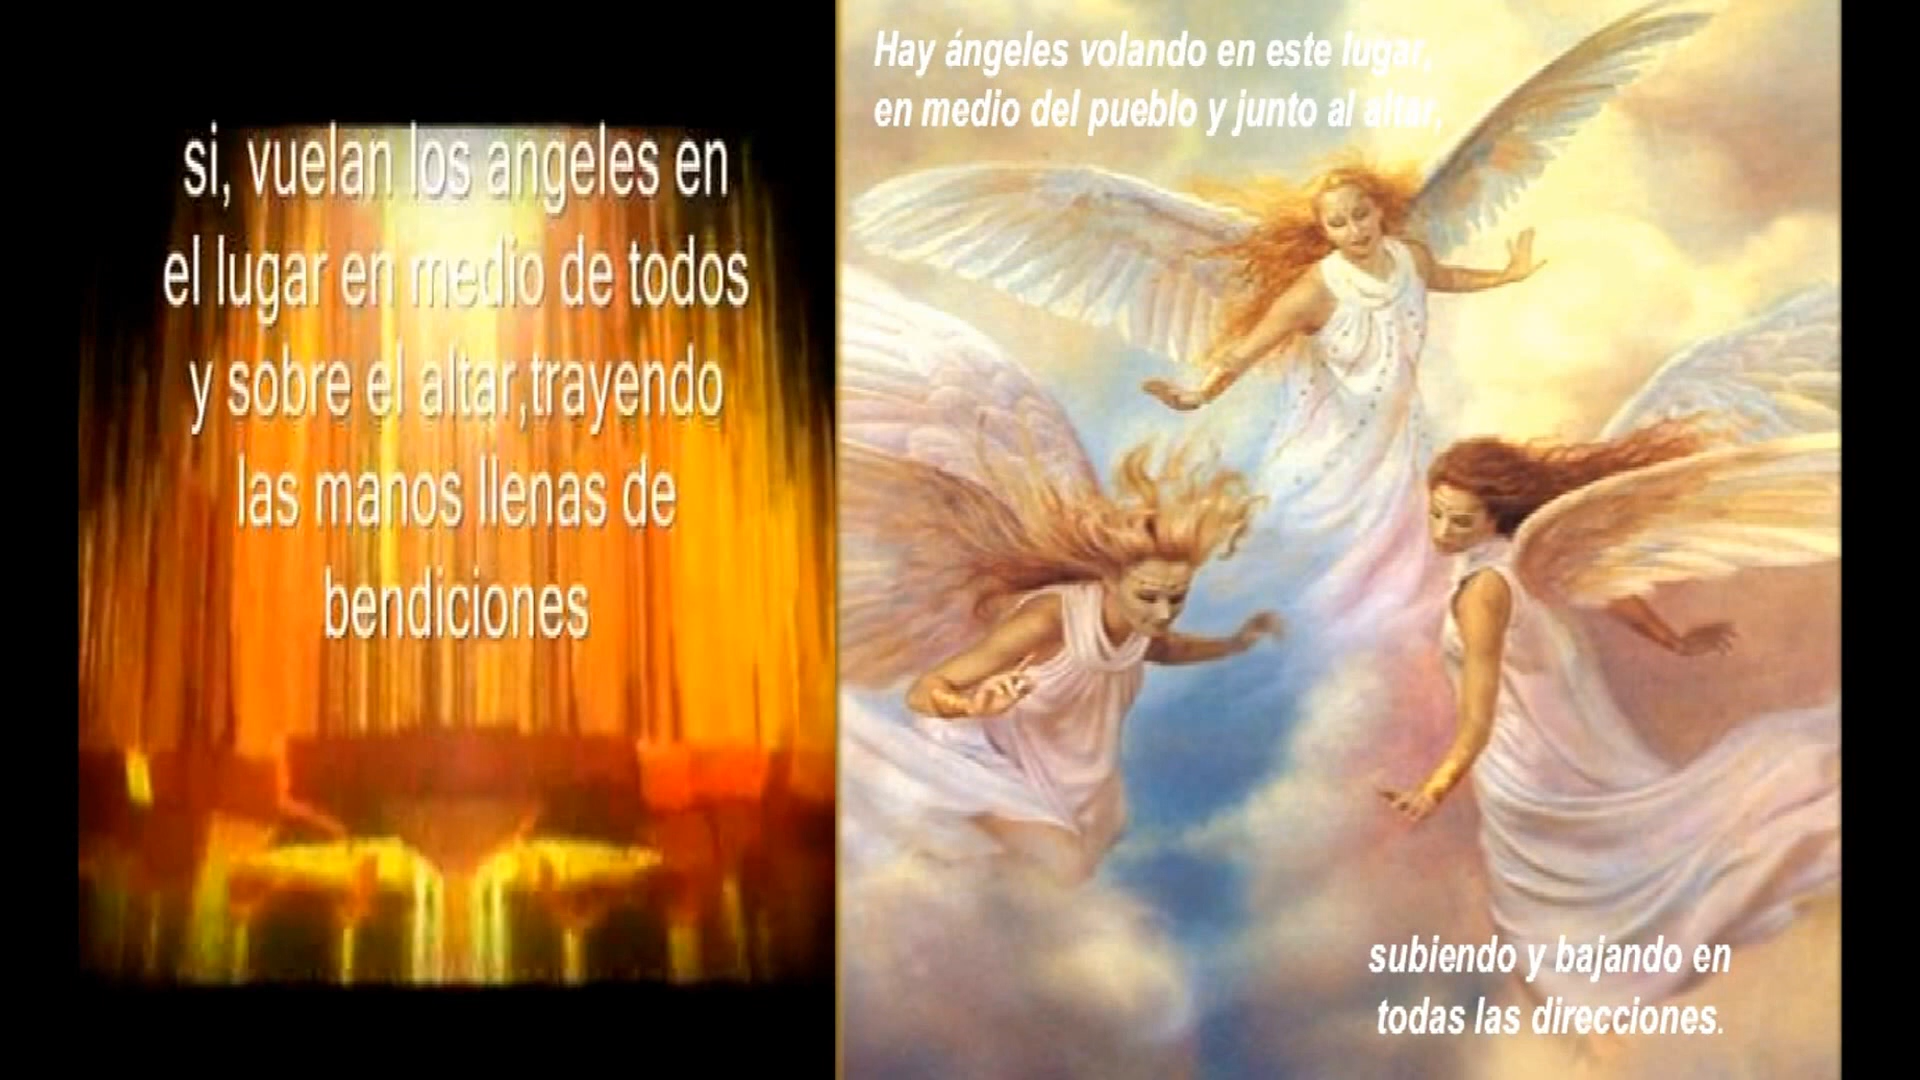 si, vuelan los angeles en
el lugar en medio de todos
y sobre el altar,trayendo
las manos llenas de
bendiciones
Hay ángeles volando en este lugar,
en medio del pueblo y junto al altar,
subiendo y bajando en
todas las direcciones.